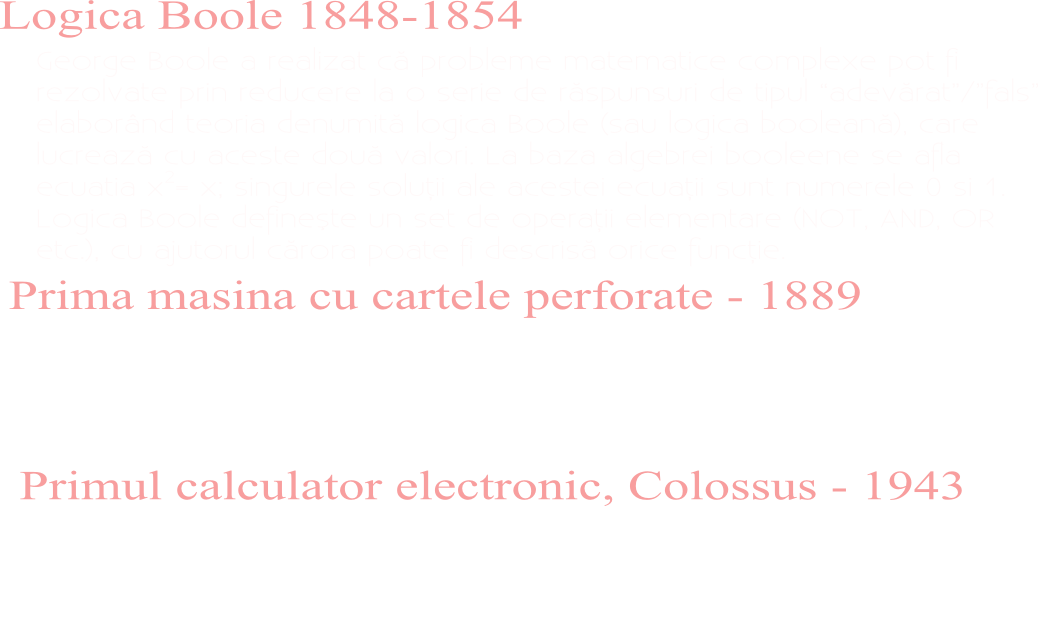 Logica Boole 1848-1854
George Boole a realizat că probleme matematice complexe pot fi
rezolvate prin reducere la o serie de răspunsuri de tipul "adevărat"/"fals"
elaborând teoria denumită logica Boole (sau logica booleană), care
lucrează cu aceste două valori. La baza algebrei booleene se afla
ecuația singurele soluții ale acestei ecuații sunt numerele 0 și 1.
Logica Boole definește un set de operații elementare (NOT, AND, OR
etc.), cu ajutorul cărora poate fi descrisă orice funcție.
Prima masina cu cartele perforate - 1889
Primul calculator electronic, Colossus - 1943